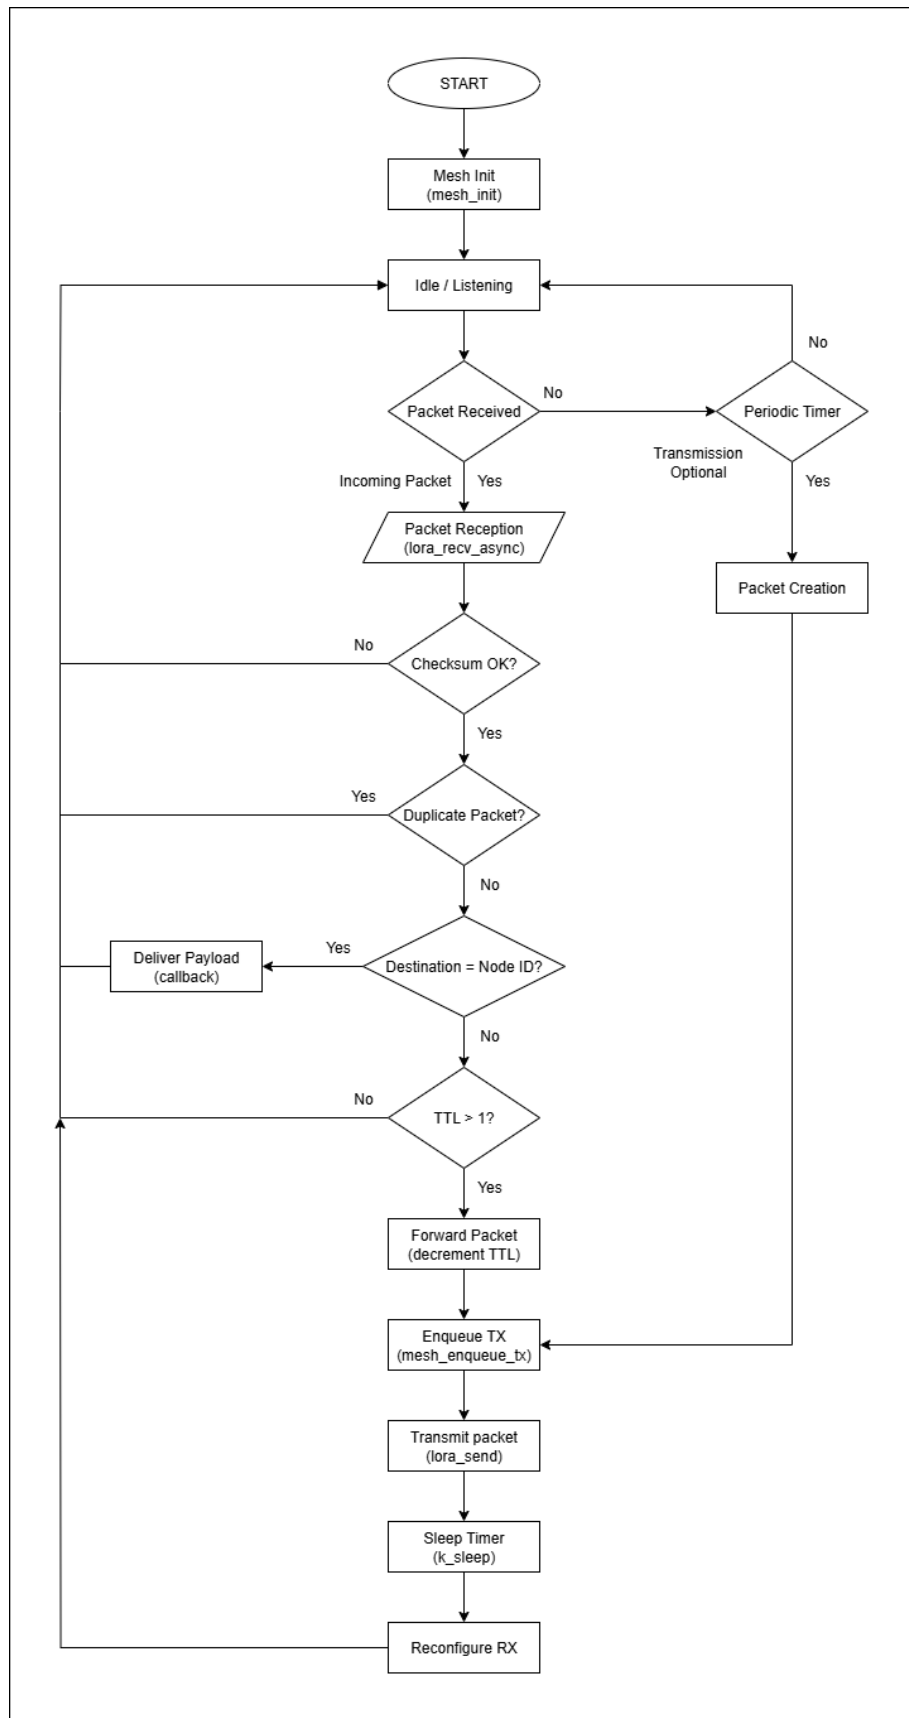 START
Mesh Init
(mesh_init)
Idle / Listening
No
Packet Received
No
Periodic Timer
Transmission
Optional
Incoming Packet
Yes
Yes
Packet Reception
(lora_recv_async)
Packet Creation
No
Checksum OK?
Yes
Yes
Duplicate Packet?
No
Deliver Payload
(callback)
Yes
Destination = Node ID?
No
No
TTL > 1?
Yes
Forward Packet
(decrement TTL)
Enqueue TX
(mesh_enqueue_tx)
Transmit packet
(lora_send)
Sleep Timer
(k_sleep)
Reconfigure RX